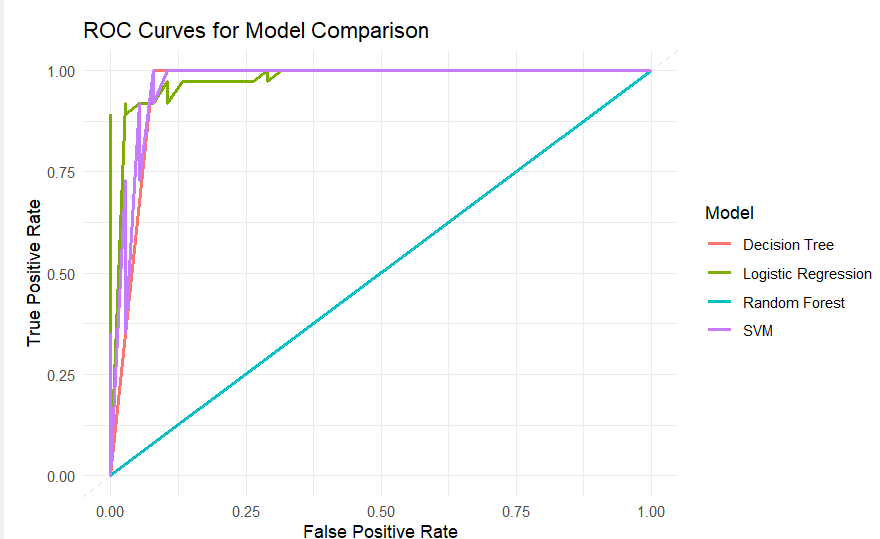 ROC Curves for Model Comparison
1.00
0.75
0.50
0.25
0.00
True Positive Rate
0.00 0.25 0.50 0.75 1.00
False Positive Rate
Model
Decision Tree
Logistic Regression
Random Forest
SVM